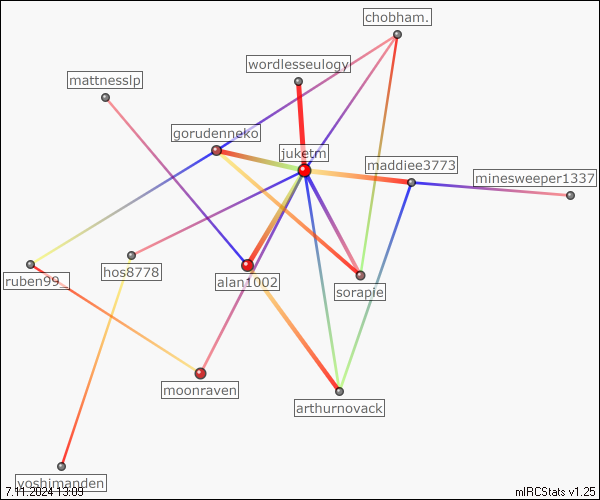 chobham.
wordlesseulogy
mattnesslp
gorudenneko
juketm
maddiee3773
minesweeper1337
ruben99_
hos8778
alan1002
sorapie
moonraven
arthurnovack
yoshimanden
7.11.2024 13:09
mIRCStats v1.25